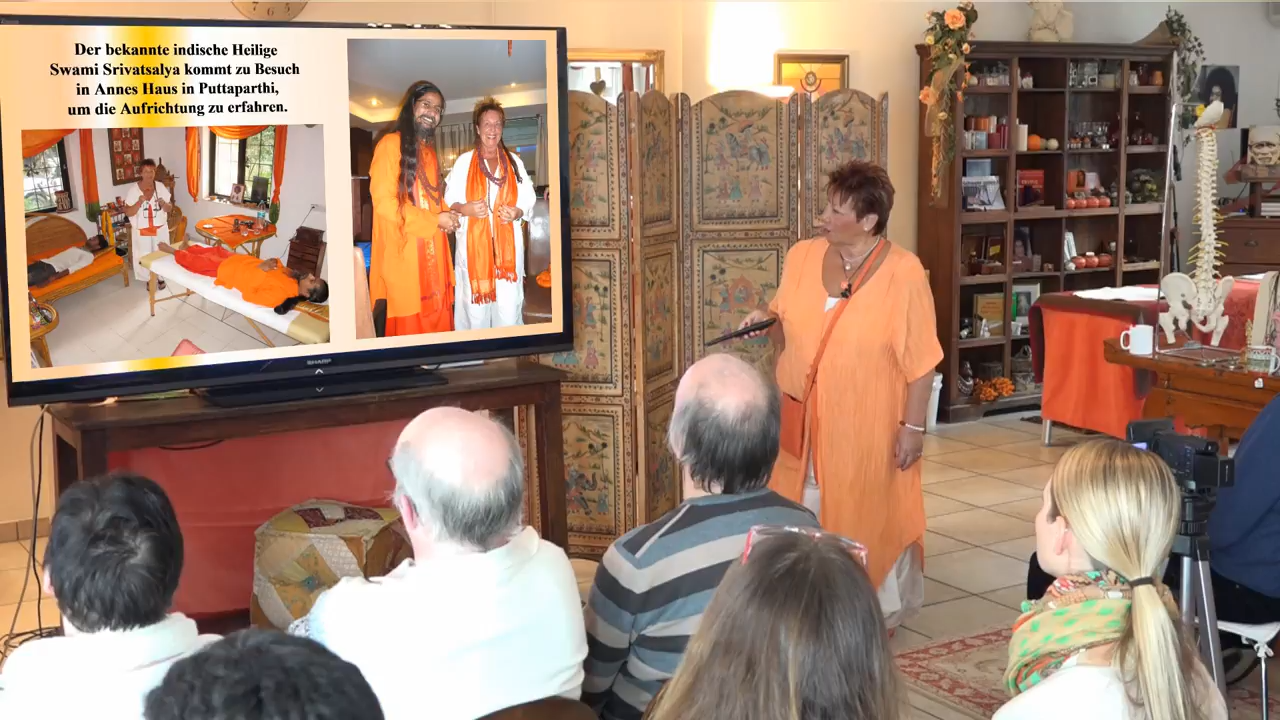 Der bekannte indische Heilige
Swami Srivatsalya kommt zu Besuch
in Annes Haus in Puttaparthi,
um die Aufrichtung zu erfahren.
SHARP